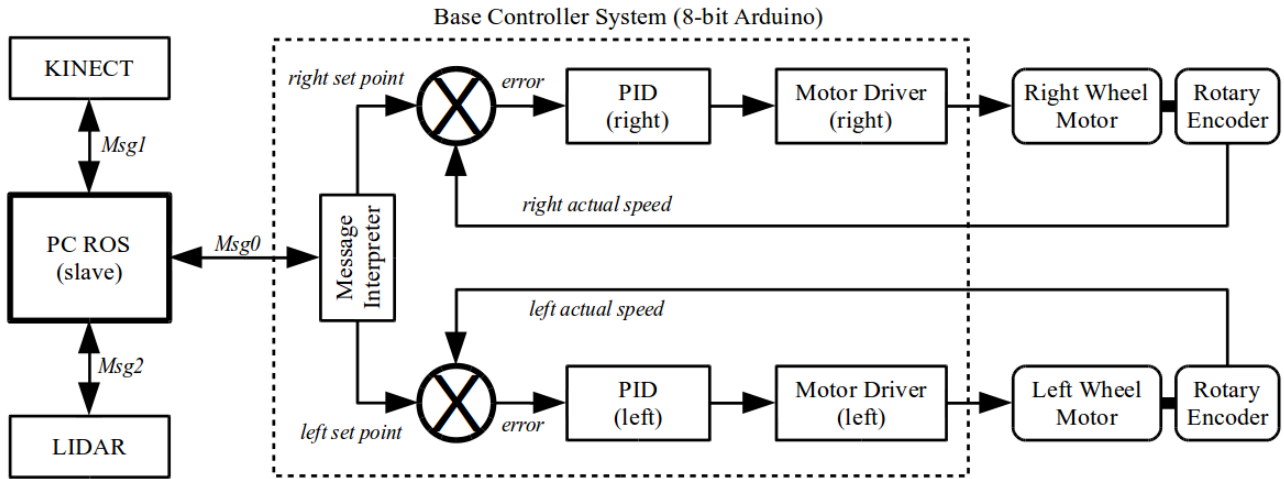 Base Controller System (8-bit Arduino)
KINECT
Msg1
PC ROS
(slave)
Msg2
LIDAR
Msg0
Message
Interpreter
right set point
error
PID
(right)
Motor Driver
(right)
Right Wheel
Motor
Rotary
Encoder
right actual speed
left actual speed
left set point
error
PID
(left)
Motor Driver
(left)
Left Wheel
Motor
Rotary
Encoder